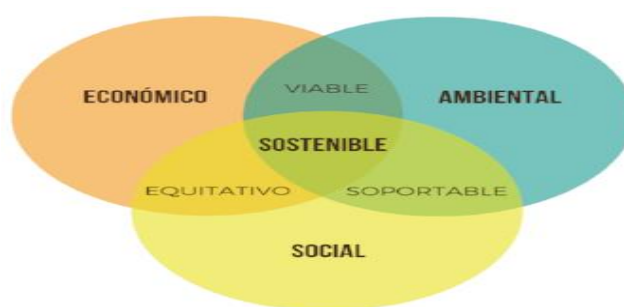 VIABLE
ECONÓMICO
AMBIENTAL
SOSTENIBLE
EQUITATIVO
SOPORTABLE
SOCIAL